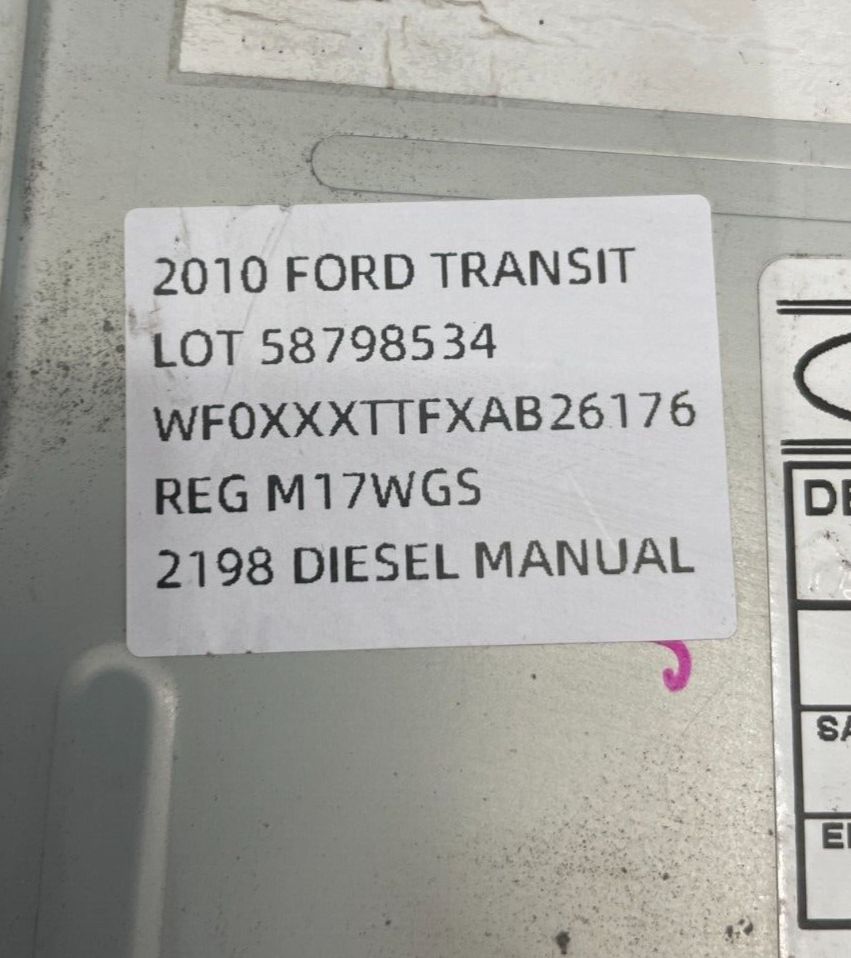 2010 FORD TRANSIT
LOT 58798534
WF0XXXTTFXAB26176
REG M17WGS
2198 DIESEL MANUAL